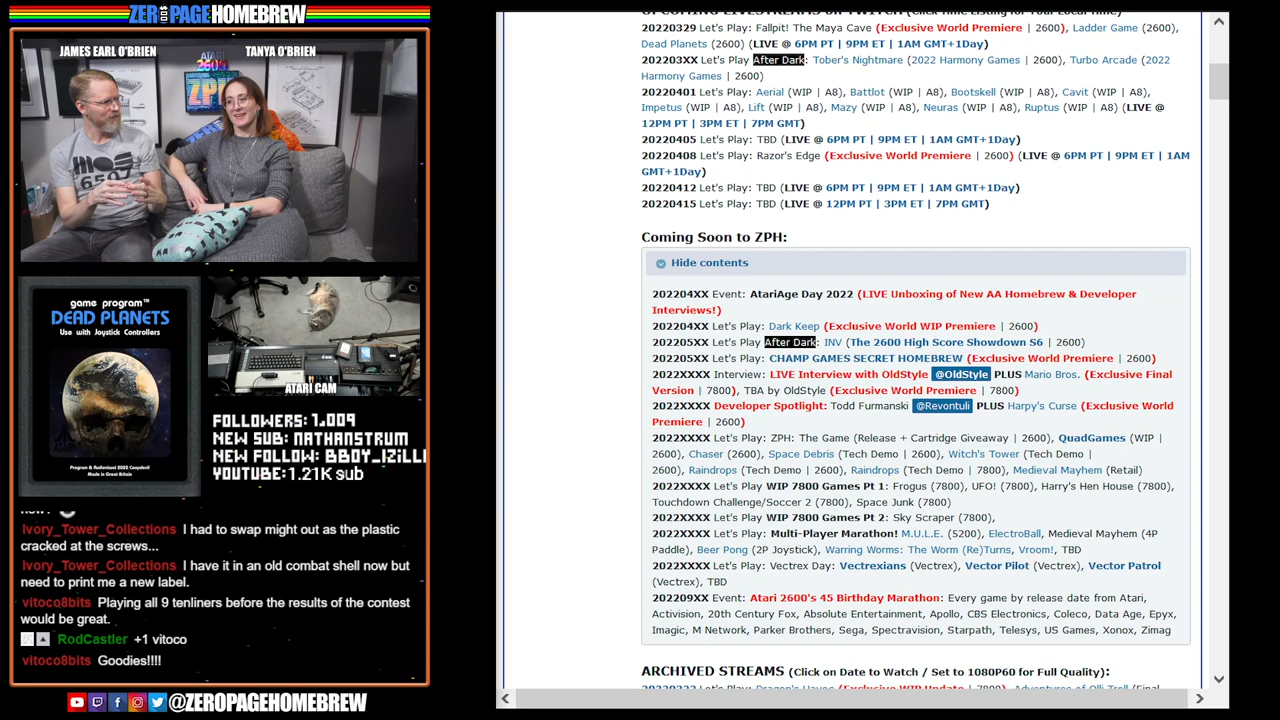 ZEROPAGEHOMEBREW
JAMES EARL O'BRIEN
TANYA O'BRIEN
ATARI
2600
ZPH
MOS
6507
game program™
DEAD PLANETS
Use with Joystick Controllers
Program & Audiovisual 2022 Coopdevil
Made in Great Britain
ATARI CAM
FOLLOWERS: 1,009
NEW SUB: NATHANSTRUM
NEW FOLLOW: BBOY_IZILL
YOUTUBE: 1.21K sub
Ivory_Tower_Collections I had to swap might out as the plastic
cracked at the screws...
Ivory_Tower_Collections I have it in an old combat shell now but
need to print me a new label.
vitoco8bits Playing all 9 tenliners before the results of the contest
would be great.
RodCastler +1 vitoco
vitoco8bits Goodies!!!!
@ZEROPAGEHOMEBREW
20220329 Let's Play: Fallpit! The Maya Cave (Exclusive World Premiere | 2600), Ladder Game (2600),
Dead Planets (2600) (LIVE @ 6PM PT | 9PM ET | 1AM GMT+1Day)
202203XX Let's Play After Dark: Tober's Nightmare (2022 Harmony Games | 2600), Turbo Arcade (2022
Harmony Games | 2600)
20220401 Let's Play: Aerial (WIP | A8), Battlot (WIP | A8), Bootskell (WIP | A8), Cavit (WIP | A8),
Impetus (WIP | A8), Lift (WIP | A8), Mazy (WIP | A8), Neuras (WIP | A8), Ruptus (WIP | A8) (LIVE @
12PM PT | 3PM ET | 7PM GMT)
20220405 Let's Play: TBD (LIVE @ 6PM PT | 9PM ET | 1AM GMT+1Day)
20220408 Let's Play: Razor's Edge (Exclusive World Premiere | 2600) (LIVE @ 6PM PT | 9PM ET | 1AM
GMT+1Day)
20220412 Let's Play: TBD (LIVE @ 6PM PT | 9PM ET | 1AM GMT+1Day)
20220415 Let's Play: TBD (LIVE @ 12PM PT | 3PM ET | 7PM GMT)
Coming Soon to ZPH:
Hide contents
202204XX Event: AtariAge Day 2022 (LIVE Unboxing of New AA Homebrew & Developer
Interviews!)
202204XX Let's Play: Dark Keep (Exclusive World WIP Premiere | 2600)
202205XX Let's Play After Dark: INV (The 2600 High Score Showdown S6 | 2600)
202205XX Let's Play: CHAMP GAMES SECRET HOMEBREW (Exclusive World Premiere | 2600)
2022XXXX Interview: LIVE Interview with OldStyle @OldStyle PLUS Mario Bros. (Exclusive Final
Version | 7800), TBA by OldStyle (Exclusive World Premiere | 7800)
2022XXXX Developer Spotlight: Todd Furmanski @Revontuli PLUS Harpy's Curse (Exclusive World
Premiere | 2600)
2022XXXX Let's Play: ZPH: The Game (Release + Cartridge Giveaway | 2600), QuadGames (WIP |
2600), Chaser (2600), Space Debris (Tech Demo | 2600), Witch's Tower (Tech Demo |
2600), Raindrops (Tech Demo | 2600), Raindrops (Tech Demo | 7800), Medieval Mayhem (Retail)
2022XXXX Let's Play WIP 7800 Games Pt 1: Frogus (7800), UFO! (7800), Harry's Hen House (7800),
Touchdown Challenge/Soccer 2 (7800), Space Junk (7800)
2022XXXX Let's Play WIP 7800 Games Pt 2: Sky Scraper (7800),
2022XXXX Let's Play: Multi-Player Marathon! M.U.L.E. (5200), ElectroBall, Medieval Mayhem (4P
Paddle), Beer Pong (2P Joystick), Warring Worms: The Worm (Re)Turns, Vroom!, TBD
2022XXXX Let's Play: Vectrex Day: Vectrexians (Vectrex), Vector Pilot (Vectrex), Vector Patrol
(Vectrex), TBD
202209XX Event: Atari 2600's 45 Birthday Marathon: Every game by release date from Atari,
Activision, 20th Century Fox, Absolute Entertainment, Apollo, CBS Electronics, Coleco, Data Age, Epyx,
Imagic, M Network, Parker Brothers, Sega, Spectravision, Starpath, Telesys, US Games, Xonox, Zimag
ARCHIVED STREAMS (Click on Date to Watch / Set to 1080P60 for Full Quality):